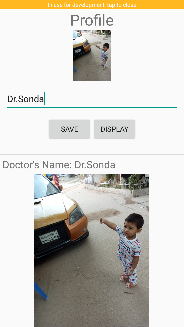 Profile
Dr.Sonda
SAVE
DISPLAY
Doctor's Name: Dr.Sonda